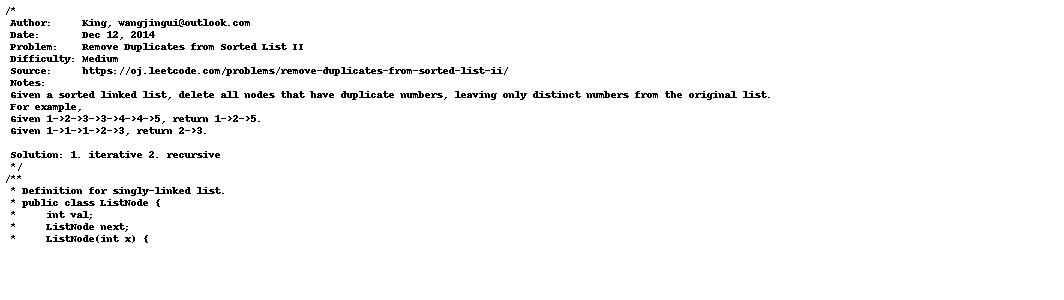 /*
 Author:     King, wangjingui@outlook.com
 Date:       Dec 12, 2014
 Problem:    Remove Duplicates from Sorted List II
 Difficulty: Medium
 Source:     https://oj.leetcode.com/problems/remove-duplicates-from-sorted-list-ii/
 Notes:
 Given a sorted linked list, delete all nodes that have duplicate numbers, leaving only distinct numbers from the original list.
 For example,
 Given 1->2->3->3->4->4->5, return 1->2->5.
 Given 1->1->1->2->3, return 2->3.

 Solution: 1. iterative 2. recursive
 */
/**
 * Definition for singly-linked list.
 * public class ListNode {
 *     int val;
 *     ListNode next;
 *     ListNode(int x) {